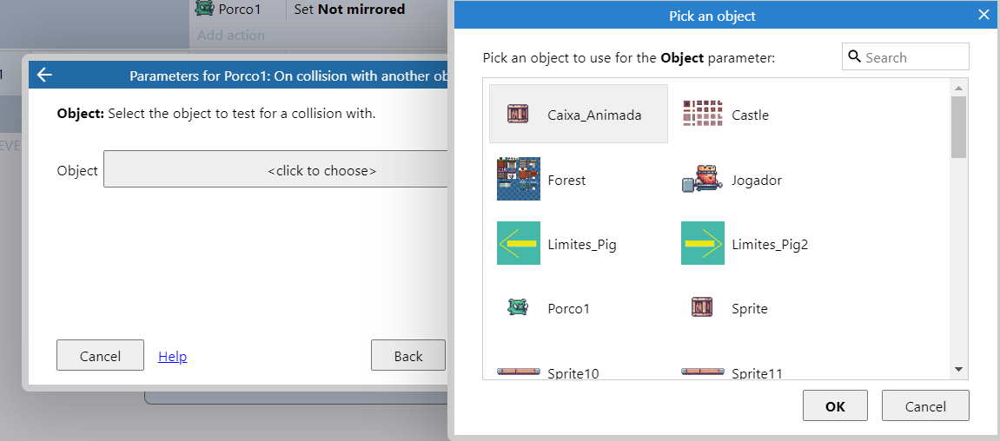 Porco1
Set Not mirrored
Add action
1
EVE
Parameters for Porco1: On collision with another ob
Object: Select the object to test for a collision with.
Object
<click to choose>
Cancel
Help
Back
Pick an object
Pick an object to use for the Object parameter:
Search
Caixa_Animada
Castle
Forest
Jogador
Limites_Pig
Limites_Pig2
Porco1
Sprite
Sprite10
Sprite11
OK
Cancel